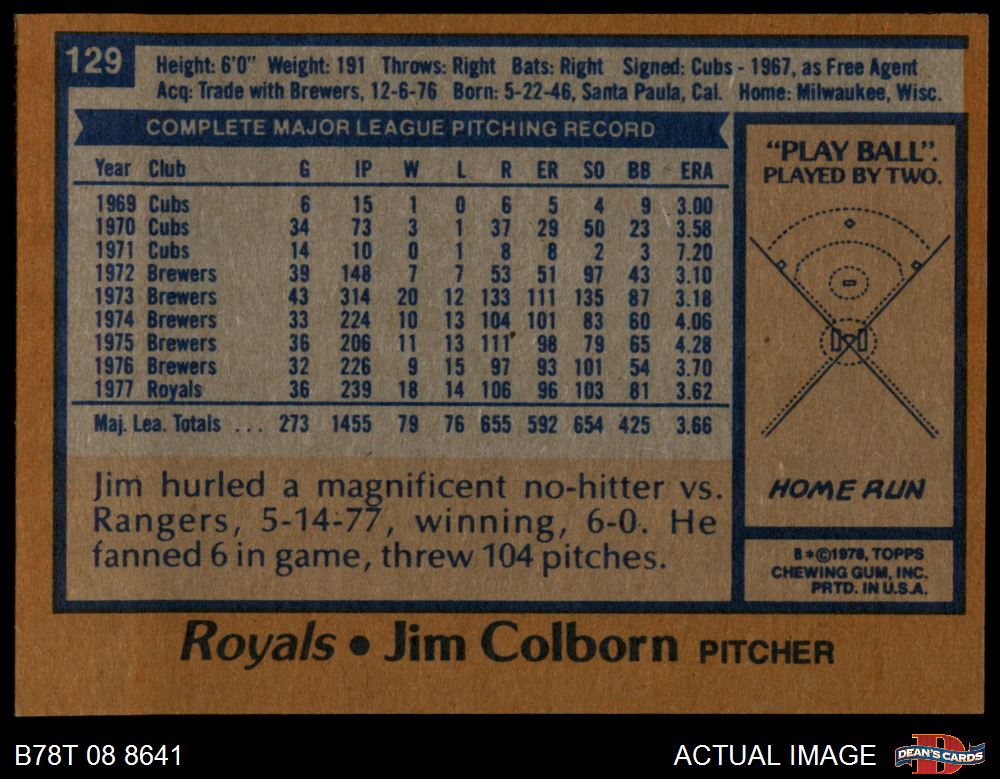 129
Height: 6'0" Weight: 191 Throws: Right Bats: Right Signed: Cubs - 1967, as Free Agent
Acq: Trade with Brewers, 12-6-76 Born: 5-22-46, Santa Paula, Cal. Home: Milwaukee, Wisc.
COMPLETE MAJOR LEAGUE PITCHING RECORD
Year Club G IP W L R ER SO BB ERA
1969 Cubs 6 15 1 0 6 5 4 9 3.00
1970 Cubs 34 73 3 1 37 29 50 23 3.58
1971 Cubs 14 10 0 1 8 8 2 3 7.20
1972 Brewers 39 148 7 7 53 51 97 43 3.10
1973 Brewers 43 314 20 12 133 111 135 87 3.18
1974 Brewers 33 224 10 13 104 101 83 60 4.06
1975 Brewers 36 206 11 13 111 98 79 65 4.28
1976 Brewers 32 226 9 15 97 93 101 54 3.70
1977 Royals 36 239 18 14 106 96 103 81 3.62
Maj. Lea. Totals ... 273 1455 79 76 655 592 654 425 3.66
Jim hurled a magnificent no-hitter vs.
Rangers, 5-14-77, winning, 6-0. He
fanned 6 in game, threw 104 pitches.
"PLAY BALL".
PLAYED BY TWO.
HOME RUN
B*©1978, TOPPS
CHEWING GUM, INC.
PRTD. IN U.S.A.
Royals • Jim Colborn PITCHER
B78T 08 8641
ACTUAL IMAGE
DEAN'S CARDS